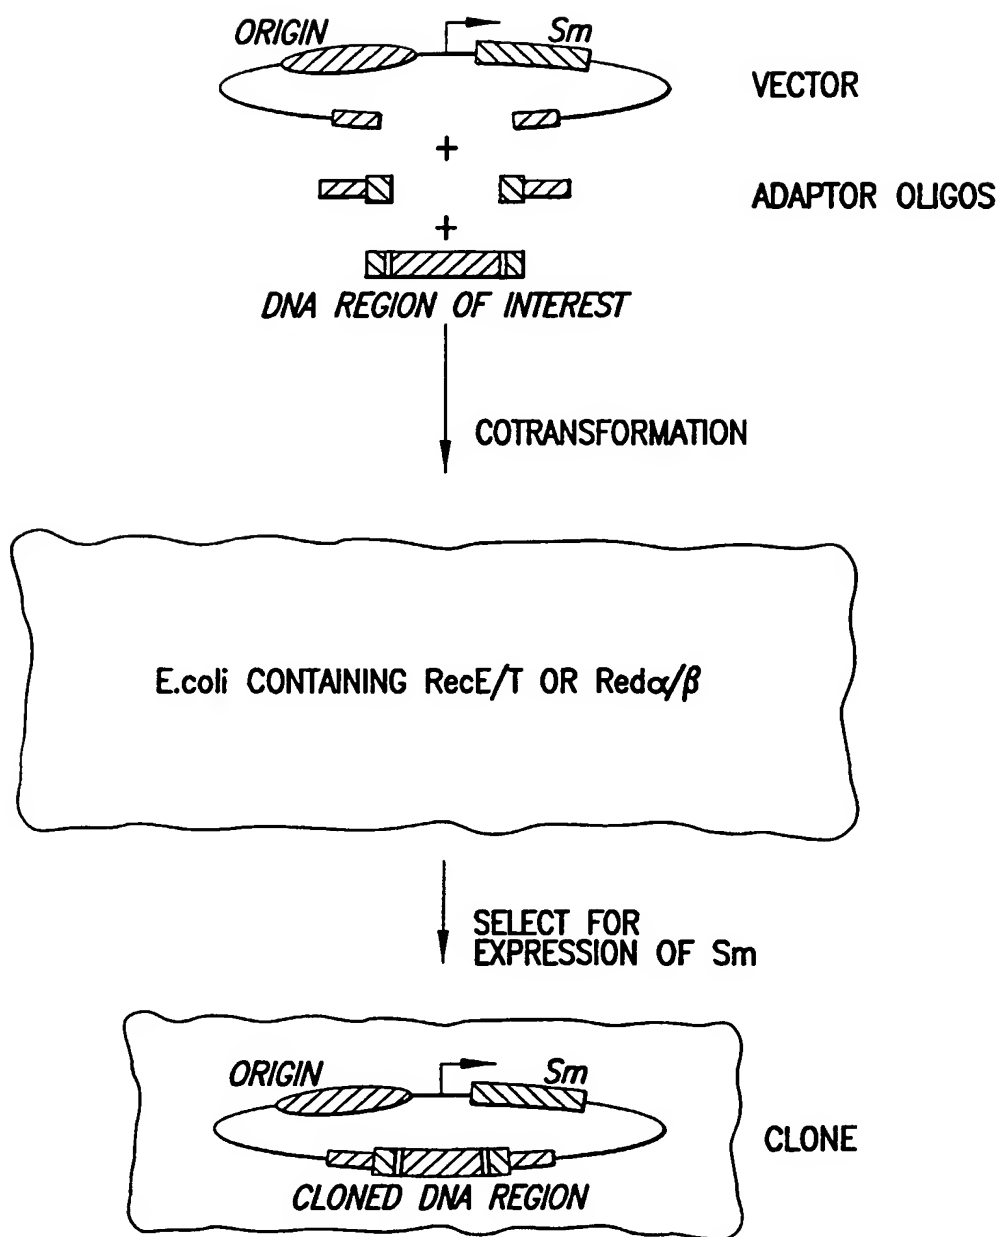 ORIGIN
Sm
VECTOR
+
ADAPTOR OLIGOS
+
DNA REGION OF INTEREST
COTRANSFORMATION
E.coli CONTAINING RecE/T OR Redα/β
SELECT FOR
EXPRESSION OF Sm
ORIGIN
Sm
CLONE
CLONED DNA REGION